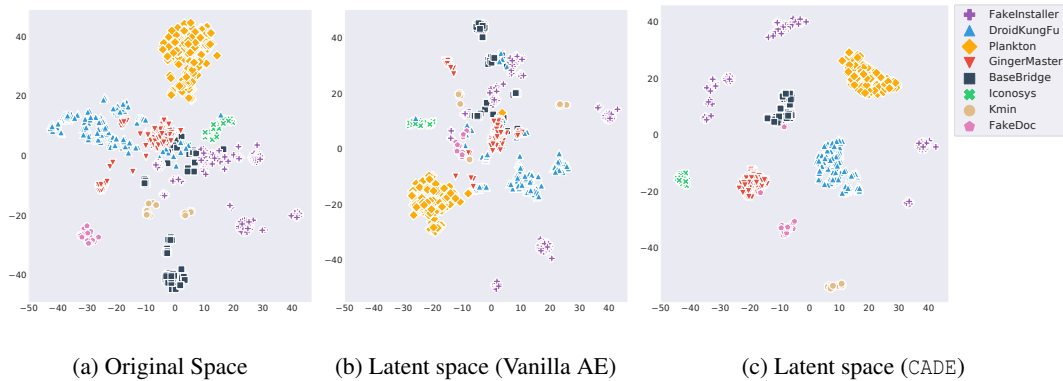 40
20
0
−20
−40
−50 −40 −30 −20 −10 0 10 20 30 40
40
20
0
−20
−40
−50 −40 −30 −20 −10 0 10 20 30 40
40
20
0
−20
−40
−60
−50 −40 −30 −20 −10 0 10 20 30 40
FakeInstaller
DroidKungFu
Plankton
GingerMaster
BaseBridge
Iconosys
Kmin
FakeDoc
(a) Original Space
(b) Latent space (Vanilla AE)
(c) Latent space (CADE)